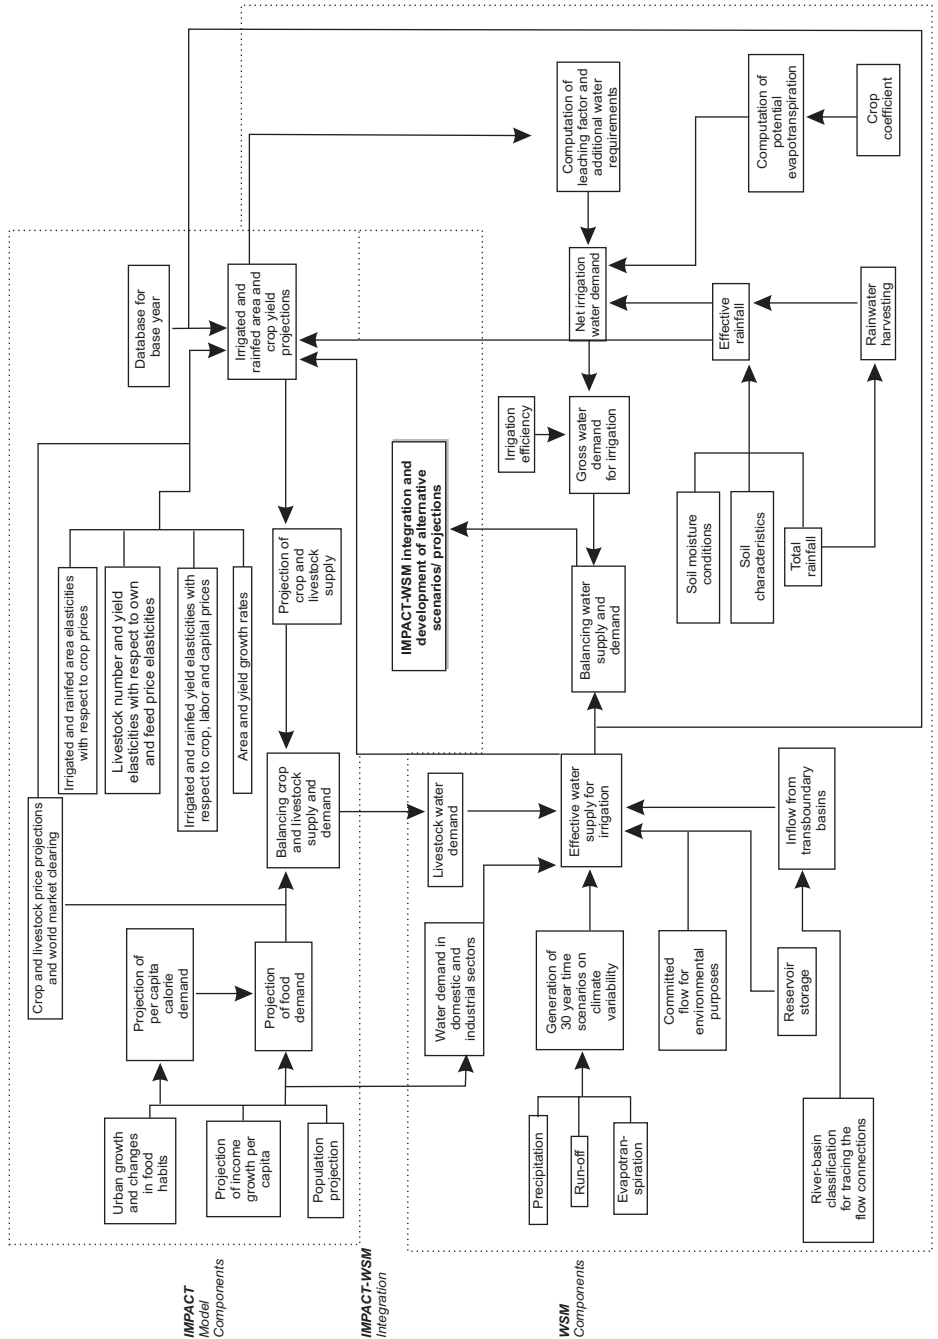 IMPACT
Model
Components
Urban growth
and changes
in food
habits
Projection
of income
growth per
capita
Population
projection
Projection of
per capita
calorie
demand
Projection
of food
demand
Crop and livestock price projections
and world market clearing
Irrigated and rainfed area elasticities
with respect to crop prices
Livestock number and yield
elasticities with respect to own
and feed price elasticities
Irrigated and rainfed yield elasticities with
respect to crop, labor and capital prices
Area and yield growth rates
Balancing crop
and livestock
supply and
demand
Projection of
crop and
livestock
supply
Database for
base year
Irrigated and
rainfed area and
crop yield
projections
IMPACT-WSM
Integration
IMPACT-WSM integration and
development of alternative
scenarios/ projections
WSM
Components
Water demand in
domestic and
industrial sectors
Livestock water
demand
Precipitation
Run-off
Evapotran-
spiration
Generation of
30 year time
scenarios on
climate
variability
Effective water
supply for
irrigation
Balancing water
supply and
demand
Irrigation
efficiency
Gross water
demand
for irrigation
Net irrigation
water demand
Computation of
leaching factor and
additional water
requirements
Committed
flow for
environmental
purposes
Reservoir
storage
Inflow from
transboundary
basins
River-basin
classification
for tracing the
flow connections
Soil moisture
conditions
Soil
characteristics
Total
rainfall
Effective
rainfall
Rainwater
harvesting
Computation of
potential
evapotranspiration
Crop
coefficient